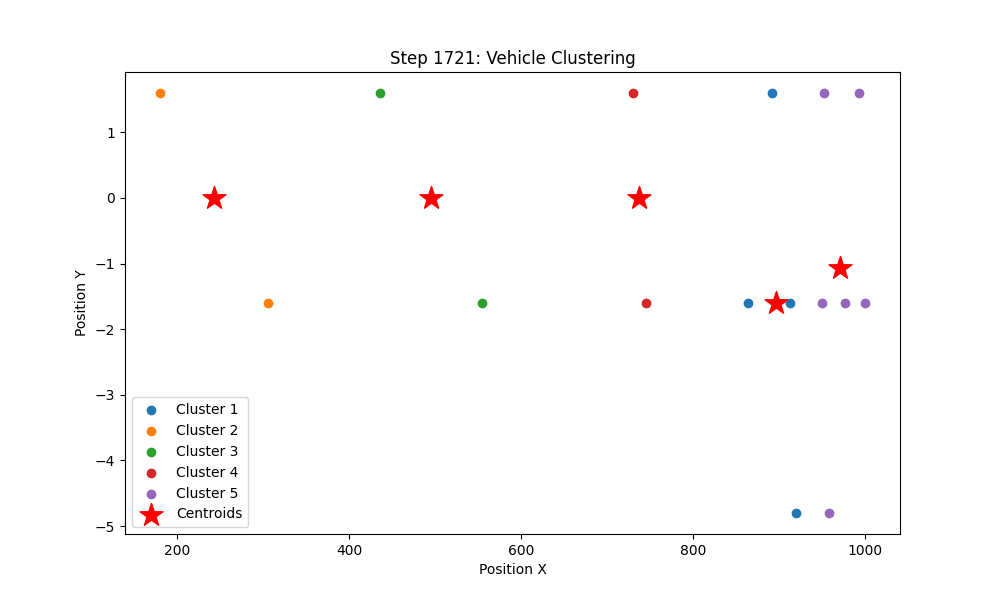 Step 1721: Vehicle Clustering
Position Y
1
0
−1
−2
−3
−4
−5
Cluster 1
Cluster 2
Cluster 3
Cluster 4
Cluster 5
Centroids
200 400 600 800 1000
Position X